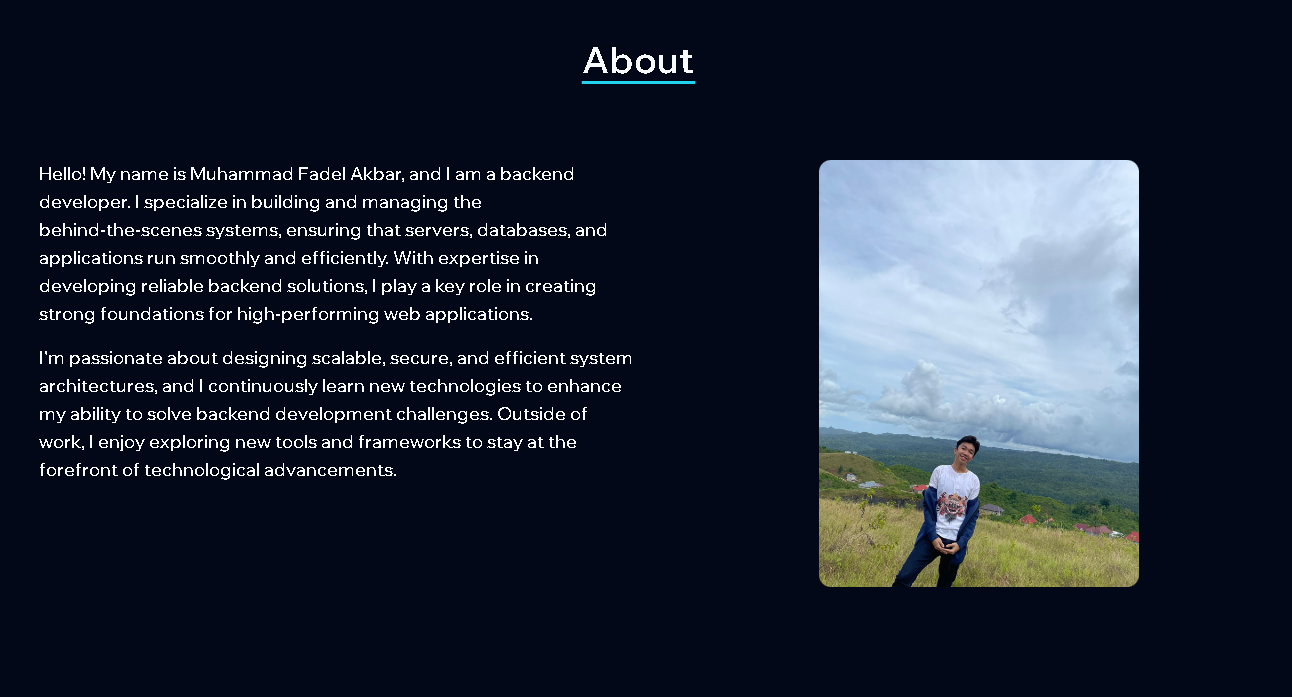 About
Hello! My name is Muhammad Fadel Akbar, and I am a backend
developer. I specialize in building and managing the
behind-the-scenes systems, ensuring that servers, databases, and
applications run smoothly and efficiently. With expertise in
developing reliable backend solutions, I play a key role in creating
strong foundations for high-performing web applications.
I'm passionate about designing scalable, secure, and efficient system
architectures, and I continuously learn new technologies to enhance
my ability to solve backend development challenges. Outside of
work, I enjoy exploring new tools and frameworks to stay at the
forefront of technological advancements.